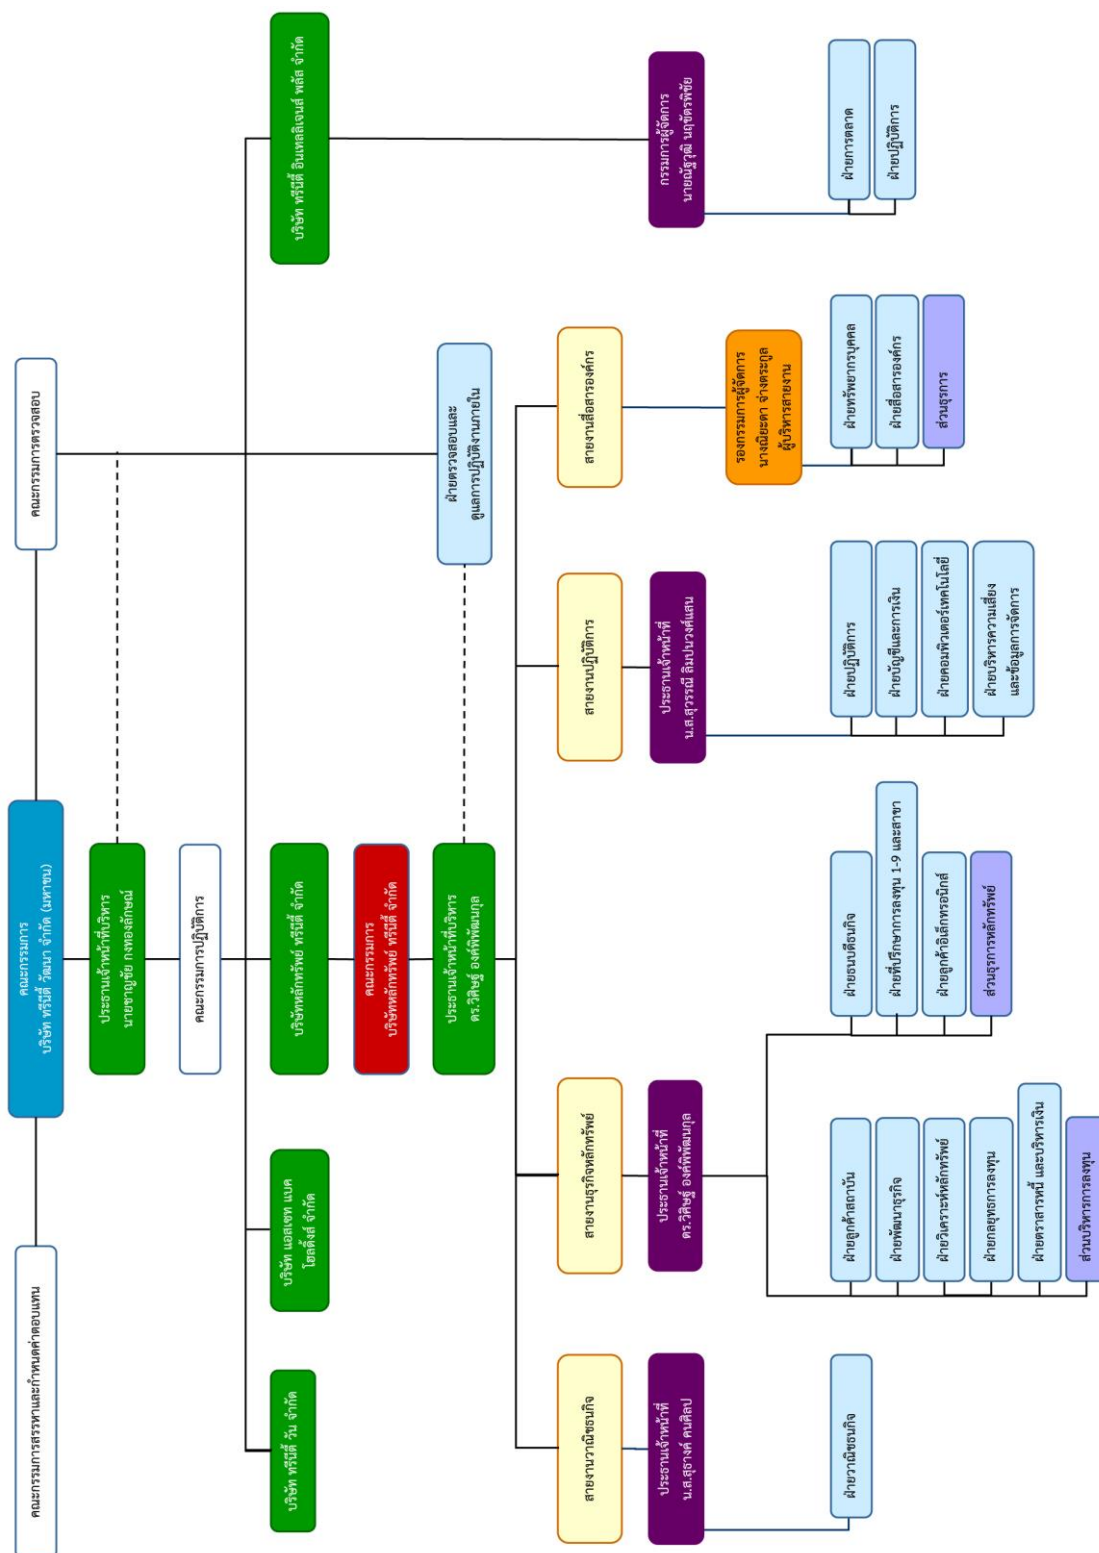 คณะกรรมการ
บริษัท ทรีนีตี้ วัฒนา จำกัด (มหาชน)
คณะกรรมการสรรหาและกำหนดค่าตอบแทน
คณะกรรมการตรวจสอบ
ประธานเจ้าหน้าที่บริหาร
นายชาญชัย กงทองลักษณ์
คณะกรรมการปฏิบัติการ
บริษัท ทรีนีตี้ วัน จำกัด
บริษัท แอสเซท แบค
โฮลดิ้งส์ จำกัด
บริษัทหลักทรัพย์ ทรีนีตี้ จำกัด
บริษัท ทรีนีตี้ อินเทลลิเจนส์ พลัส จำกัด
คณะกรรมการ
บริษัทหลักทรัพย์ ทรีนีตี้ จำกัด
ประธานเจ้าหน้าที่บริหาร
ดร.วิศิษฐ์ องค์พิพัฒนกุล
ฝ่ายตรวจสอบและ
ดูแลการปฏิบัติงานภายใน
สายงานวาณิชธนกิจ
สายงานธุรกิจหลักทรัพย์
สายงานปฏิบัติการ
สายงานสื่อสารองค์กร
ประธานเจ้าหน้าที่
น.ส.สุธางค์ คนศิลป
ประธานเจ้าหน้าที่
ดร.วิศิษฐ์ องค์พิพัฒนกุล
ประธานเจ้าหน้าที่
น.ส.สุวรรณี ลิมปนวงศ์แสน
รองกรรมการผู้จัดการ
นางณิยะดา จ่างตระกูล
ผู้บริหารสายงาน
กรรมการผู้จัดการ
นายณัฐวุฒิ นฤชัตรพิชัย
ฝ่ายวาณิชธนกิจ
ฝ่ายลูกค้าสถาบัน
ฝ่ายพัฒนาธุรกิจ
ฝ่ายวิเคราะห์หลักทรัพย์
ฝ่ายกลยุทธการลงทุน
ฝ่ายตราสารหนี้ และบริหารเงิน
ส่วนบริหารการลงทุน
ฝ่ายธนบดีธนกิจ
ฝ่ายที่ปรึกษาการลงทุน 1-9 และสาขา
ฝ่ายลูกค้าอิเล็กทรอนิกส์
ส่วนธุรการหลักทรัพย์
ฝ่ายปฏิบัติการ
ฝ่ายบัญชีและการเงิน
ฝ่ายคอมพิวเตอร์เทคโนโลยี่
ฝ่ายบริหารความเสี่ยง
และข้อมูลการจัดการ
ฝ่ายทรัพยากรบุคคล
ฝ่ายสื่อสารองค์กร
ส่วนธุรการ
ฝ่ายการตลาด
ฝ่ายปฏิบัติการ